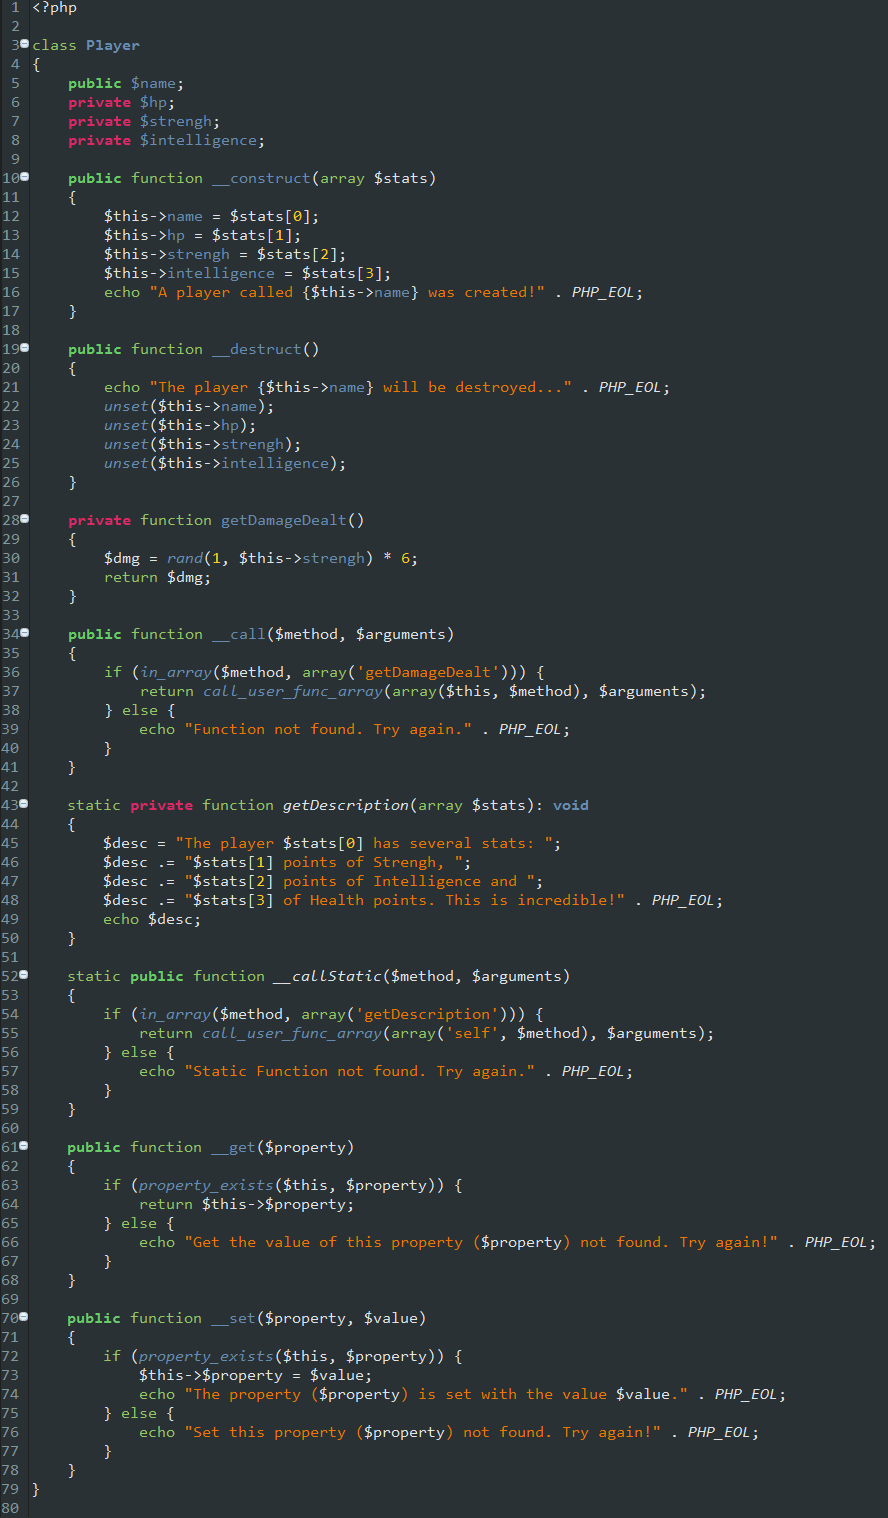 1 <?php
2
3 class Player
4 {
5     public $name;
6     private $hp;
7     private $strengh;
8     private $intelligence;
9
10     public function __construct(array $stats)
11     {
12         $this->name = $stats[0];
13         $this->hp = $stats[1];
14         $this->strengh = $stats[2];
15         $this->intelligence = $stats[3];
16         echo "A player called {$this->name} was created!" . PHP_EOL;
17     }
18
19     public function __destruct()
20     {
21         echo "The player {$this->name} will be destroyed..." . PHP_EOL;
22         unset($this->name);
23         unset($this->hp);
24         unset($this->strengh);
25         unset($this->intelligence);
26     }
27
28     private function getDamageDealt()
29     {
30         $dmg = rand(1, $this->strengh) * 6;
31         return $dmg;
32     }
33
34     public function __call($method, $arguments)
35     {
36         if (in_array($method, array('getDamageDealt'))) {
37             return call_user_func_array(array($this, $method), $arguments);
38         } else {
39             echo "Function not found. Try again." . PHP_EOL;
40         }
41     }
42
43     static private function getDescription(array $stats): void
44     {
45         $desc = "The player $stats[0] has several stats: ";
46         $desc .= "$stats[1] points of Strengh, ";
47         $desc .= "$stats[2] points of Intelligence and ";
48         $desc .= "$stats[3] of Health points. This is incredible!" . PHP_EOL;
49         echo $desc;
50     }
51
52     static public function __callStatic($method, $arguments)
53     {
54         if (in_array($method, array('getDescription'))) {
55             return call_user_func_array(array('self', $method), $arguments);
56         } else {
57             echo "Static Function not found. Try again." . PHP_EOL;
58         }
59     }
60
61     public function __get($property)
62     {
63         if (property_exists($this, $property)) {
64             return $this->$property;
65         } else {
66             echo "Get the value of this property ($property) not found. Try again!" . PHP_EOL;
67         }
68     }
69
70     public function __set($property, $value)
71     {
72         if (property_exists($this, $property)) {
73             $this->$property = $value;
74             echo "The property ($property) is set with the value $value." . PHP_EOL;
75         } else {
76             echo "Set this property ($property) not found. Try again!" . PHP_EOL;
77         }
78     }
79 }
80